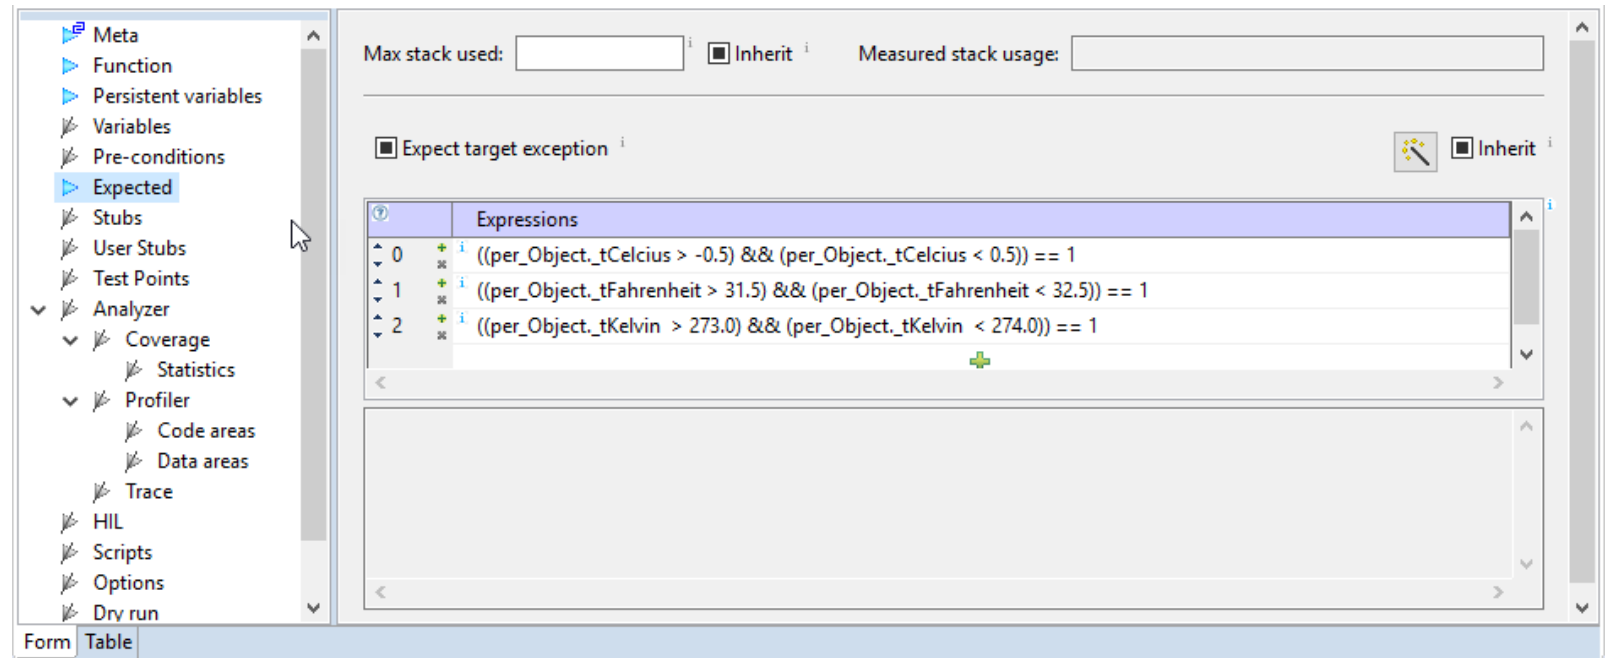 Meta
Function
Persistent variables
Variables
Pre-conditions
Expected
Stubs
User Stubs
Test Points
Analyzer
Coverage
Statistics
Profiler
Code areas
Data areas
Trace
HIL
Scripts
Options
Dry run
Form Table
Max stack used: i Inherit i Measured stack usage:
Expect target exception i Inherit i
? Expressions i
0 i ((per_Object._tCelcius > -0.5) && (per_Object._tCelcius < 0.5)) == 1
1 i ((per_Object._tFahrenheit > 31.5) && (per_Object._tFahrenheit < 32.5)) == 1
2 i ((per_Object._tKelvin  > 273.0) && (per_Object._tKelvin  < 274.0)) == 1